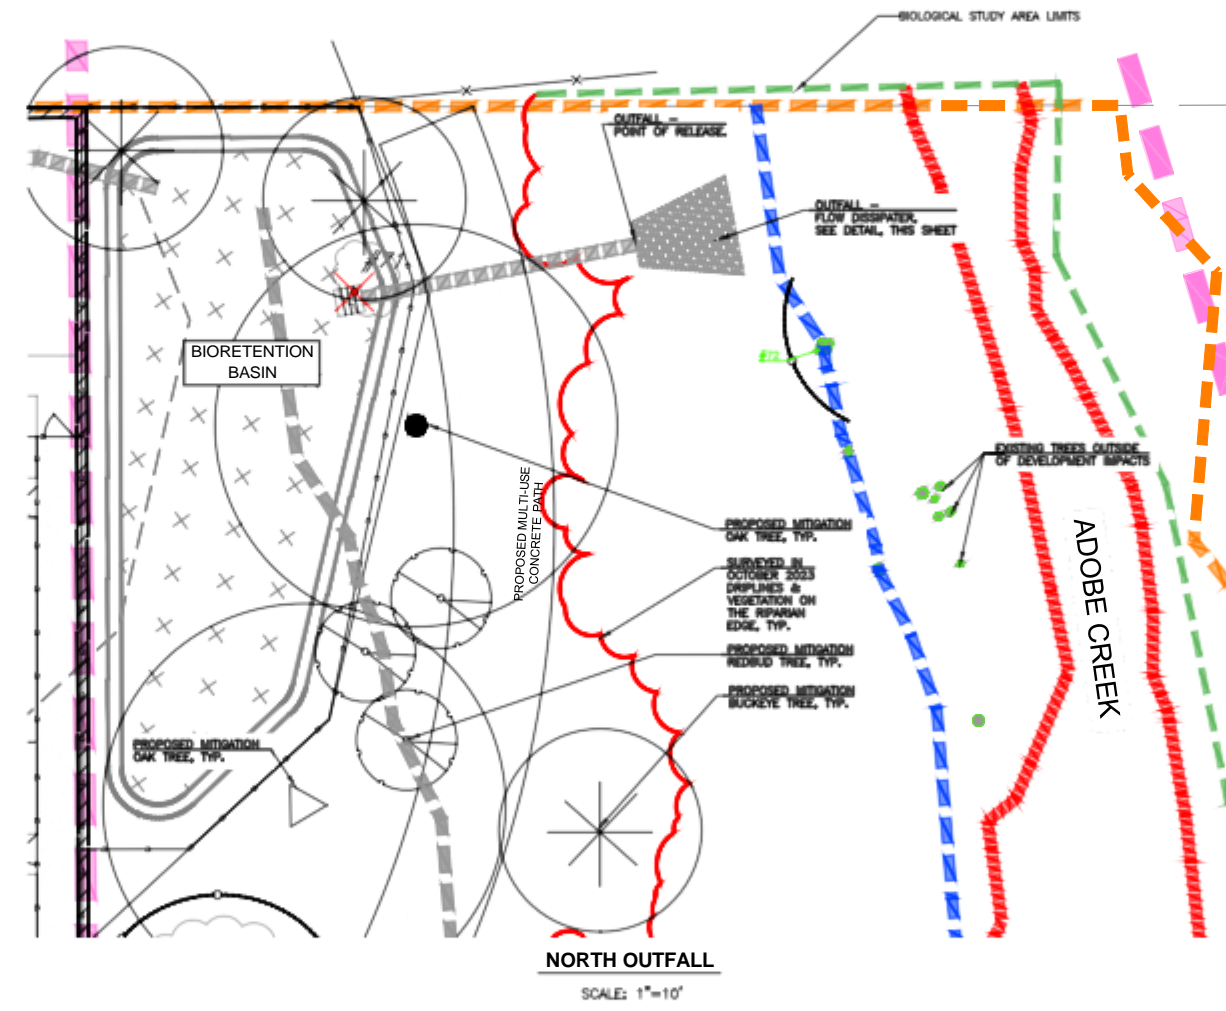 BIOLOGICAL STUDY AREA LIMITS
OUTFALL -
POINT OF RELEASE.
OUTFALL -
FLOW DISSIPATER,
SEE DETAIL, THIS SHEET
BIORETENTION
BASIN
#72
EXISTING TREES OUTSIDE
OF DEVELOPMENT IMPACTS
PROPOSED MULTI-USE
CONCRETE PATH
PROPOSED MITIGATION
OAK TREE, TYP.
SURVEYED IN
OCTOBER 2023
DRIPLINES &
VEGETATION ON
THE RIPARIAN
EDGE, TYP.
ADOBE CREEK
PROPOSED MITIGATION
REDBUD TREE, TYP.
PROPOSED MITIGATION
BUCKEYE TREE, TYP.
PROPOSED MITIGATION
OAK TREE, TYP.
NORTH OUTFALL
SCALE: 1"=10'